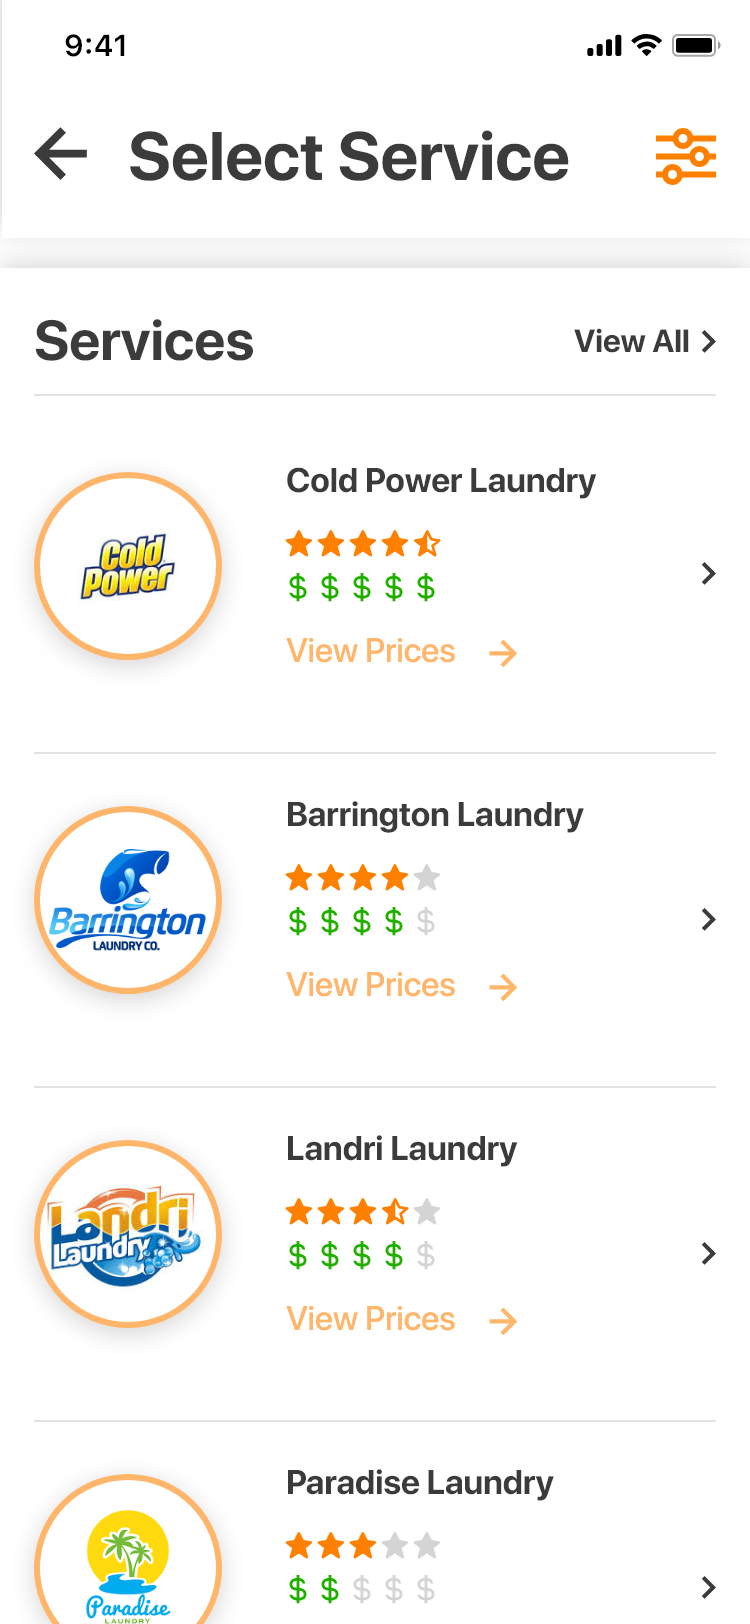 9:41
Select Service
Services
View All
Cold Power Laundry
Cold
Power
$ $ $ $ $
View Prices
Barrington Laundry
Barrington
LAUNDRY CO.
$ $ $ $ $
View Prices
Landri Laundry
Landri
Laundry
$ $ $ $ $
View Prices
Paradise Laundry
$ $ $ $ $
Paradise
LAUNDRY